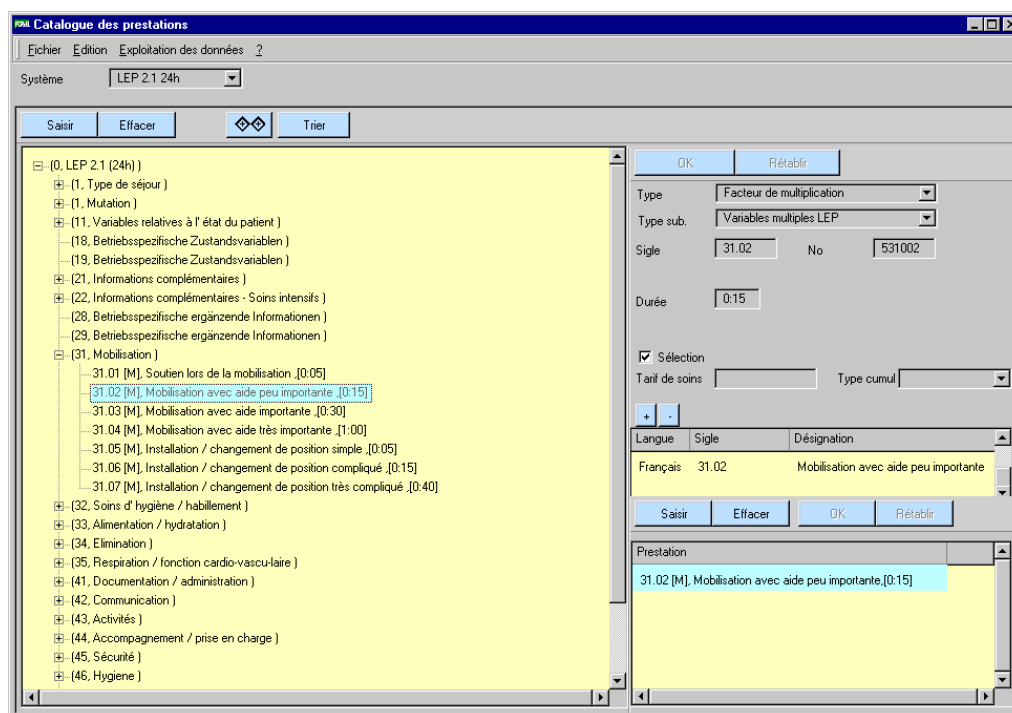 Catalogue des prestations
Fichier Edition Exploitation des données ?
Système LEP 2.1 24h
Saisir Effacer Trier
(0, LEP 2.1 (24h) )
(1, Type de séjour )
(1, Mutation )
(11, Variables relatives à l' état du patient )
(18, Betriebsspezifische Zustandsvariablen )
(19, Betriebsspezifische Zustandsvariablen )
(21, Informations complémentaires )
(22, Informations complémentaires - Soins intensifs )
(28, Betriebsspezifische ergänzende Informationen )
(29, Betriebsspezifische ergänzende Informationen )
(31, Mobilisation )
31.01 [M], Soutien lors de la mobilisation ,[0:05]
31.02 [M], Mobilisation avec aide peu importante ,[0:15]
31.03 [M], Mobilisation avec aide importante ,[0:30]
31.04 [M], Mobilisation avec aide très importante ,[1:00]
31.05 [M], Installation / changement de position simple ,[0:05]
31.06 [M], Installation / changement de position compliqué ,[0:15]
31.07 [M], Installation / changement de position très compliqué ,[0:40]
(32, Soins d' hygiène / habillement )
(33, Alimentation / hydratation )
(34, Elimination )
(35, Respiration / fonction cardio-vascu-laire )
(41, Documentation / administration )
(42, Communication )
(43, Activités )
(44, Accompagnement / prise en charge )
(45, Sécurité )
(46, Hygiene )
OK Rétablir
Type Facteur de multiplication
Type sub. Variables multiples LEP
Sigle 31.02 No 531002
Durée 0:15
Sélection
Tarif de soins Type cumul
+ -
Langue Sigle Désignation
Français 31.02 Mobilisation avec aide peu importante
Saisir Effacer OK Rétablir
Prestation
31.02 [M], Mobilisation avec aide peu importante,[0:15]